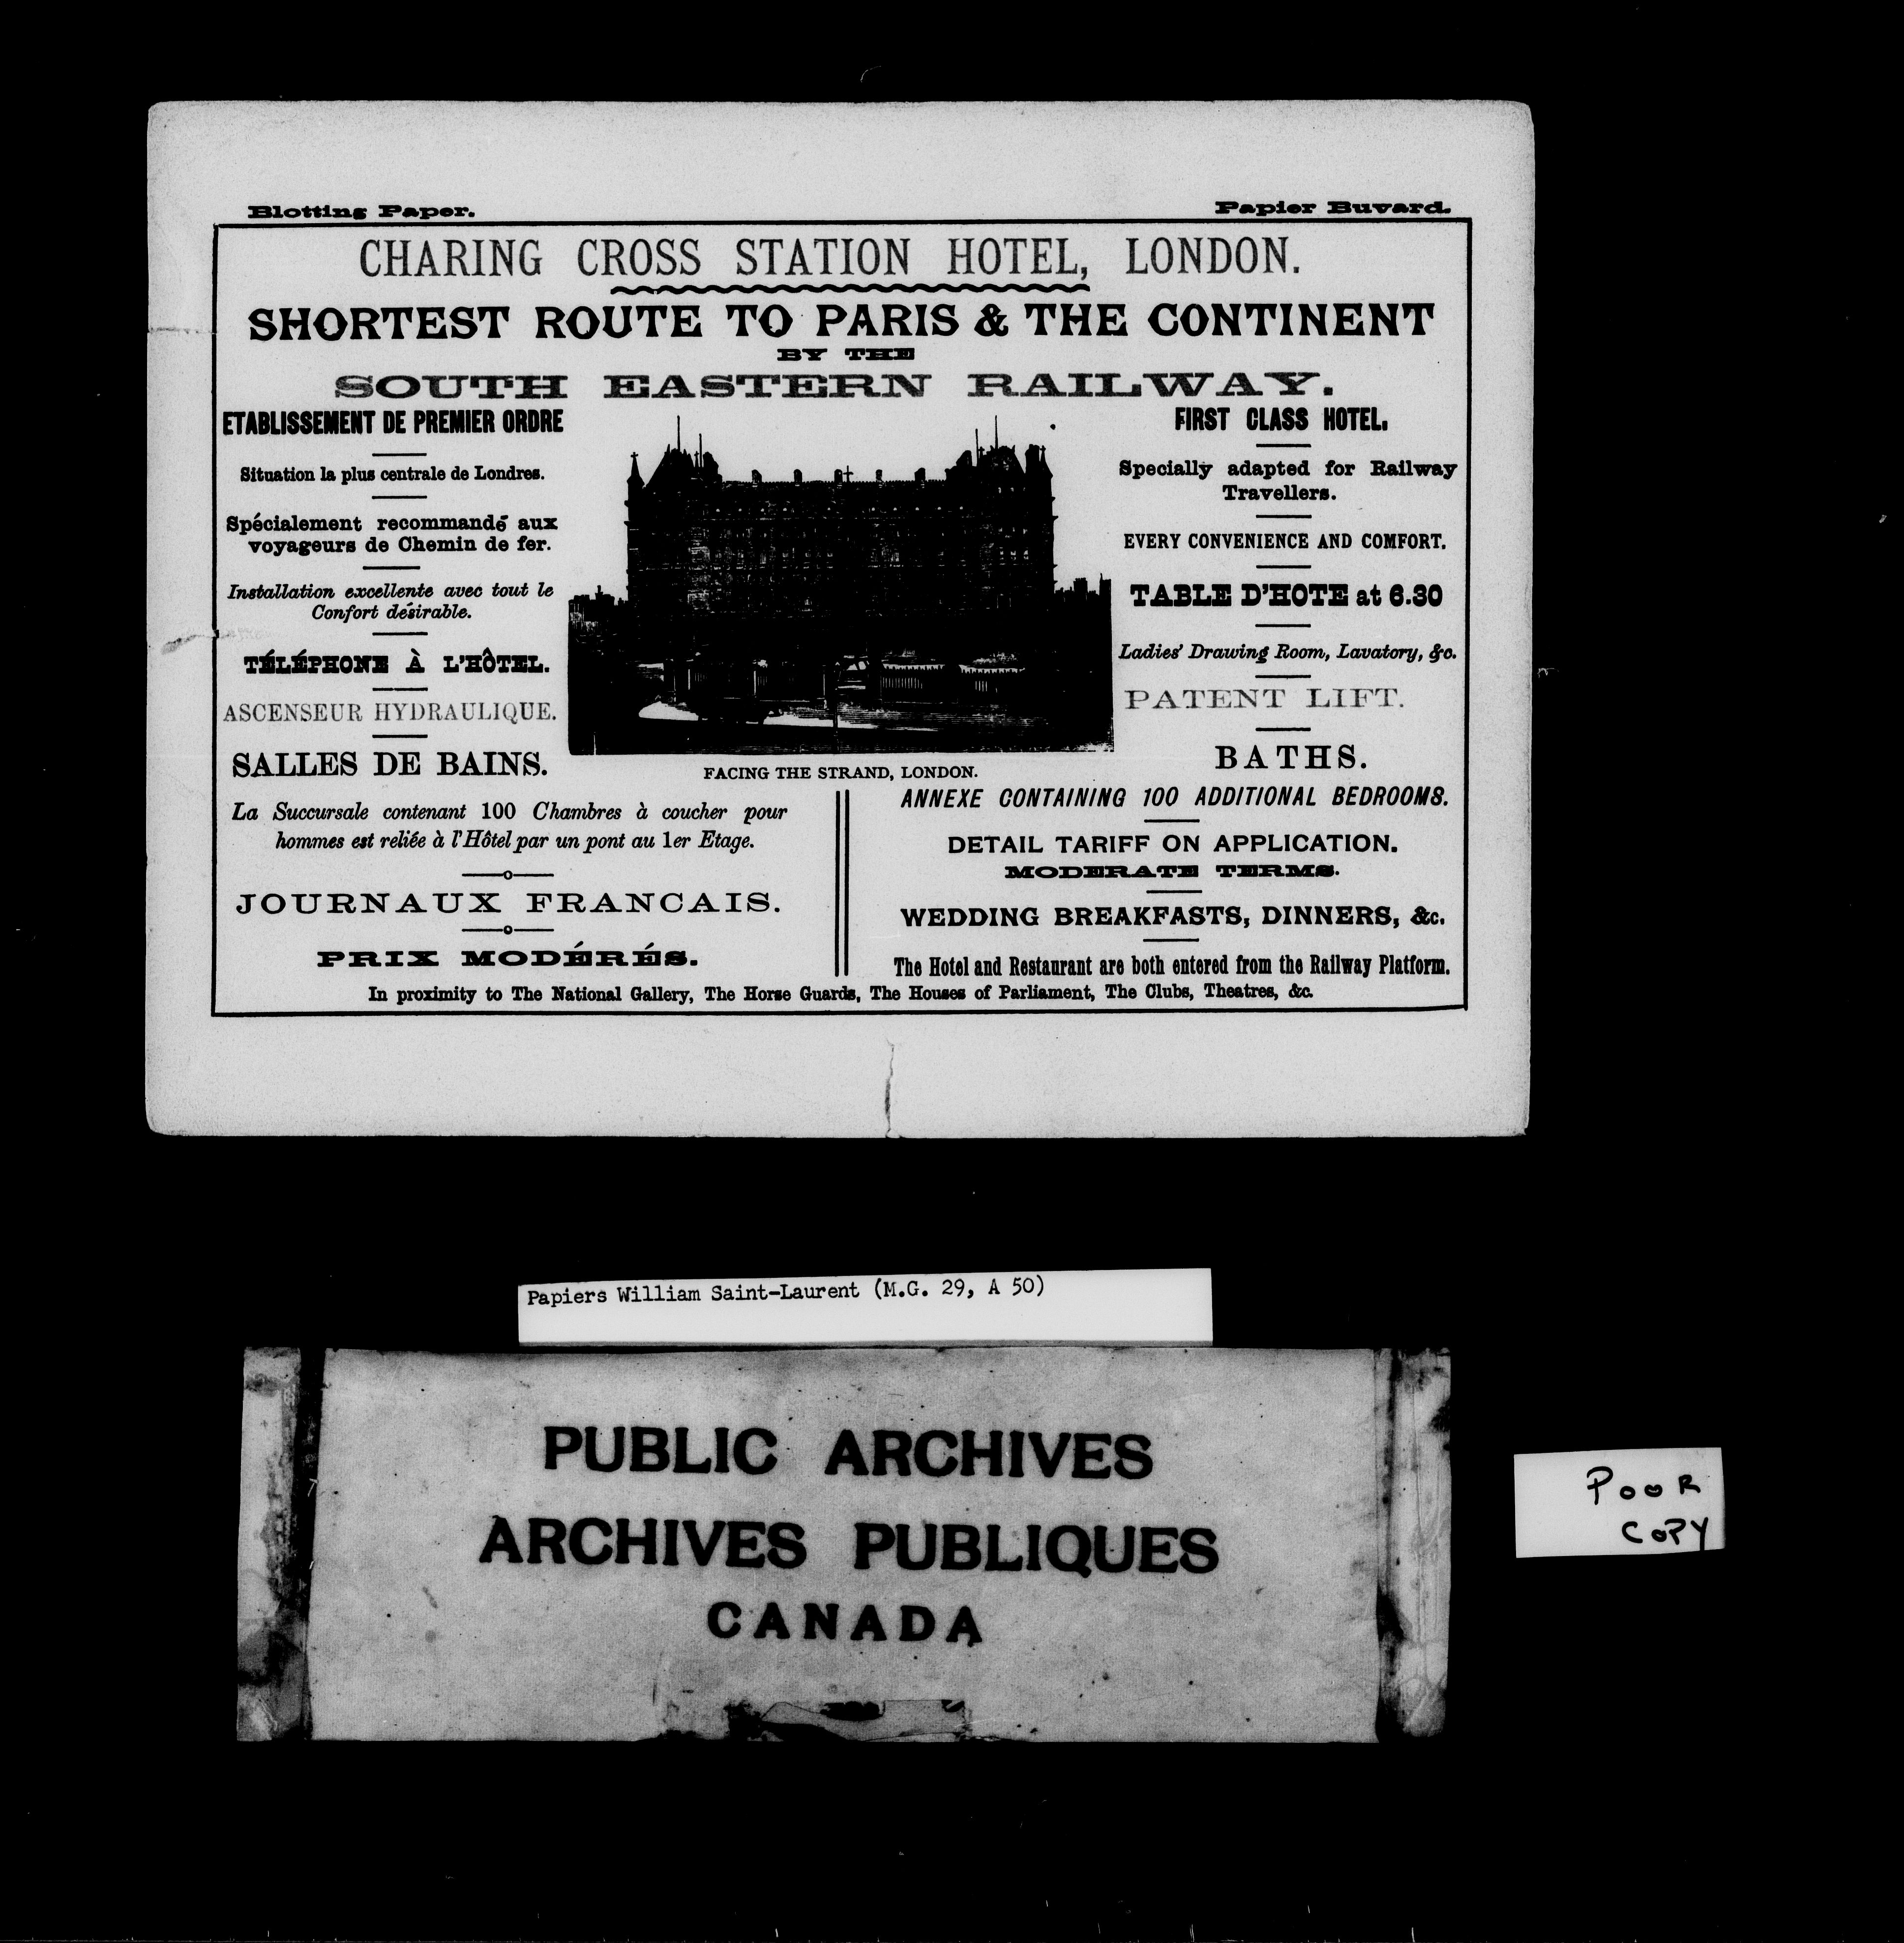 Blotting Paper. Papier Buvard.
CHARING CROSS STATION HOTEL, LONDON.
SHORTEST ROUTE TO PARIS & THE CONTINENT
BY THE
SOUTH EASTERN RAILWAY.
ETABLISSEMENT DE PREMIER ORDRE
Situation la plus centrale de Londres.
Spécialement recommandé aux
voyageurs de Chemin de fer.
Installation excellente avec tout le
Confort désirable.
TÉLÉPHONE À L'HÔTEL.
ASCENSEUR HYDRAULIQUE.
SALLES DE BAINS.
FACING THE STRAND, LONDON.
FIRST CLASS HOTEL.
Specially adapted for Railway
Travellers.
EVERY CONVENIENCE AND COMFORT.
TABLE D'HOTE at 6.30
Ladies' Drawing Room, Lavatory, &c.
PATENT LIFT.
BATHS.
La Succursale contenant 100 Chambres à coucher pour
hommes est reliée à l'Hôtel par un pont au 1er Etage.
JOURNAUX FRANCAIS.
PRIX MODÉRÉS.
ANNEXE CONTAINING 100 ADDITIONAL BEDROOMS.
DETAIL TARIFF ON APPLICATION.
MODERATE TERMS.
WEDDING BREAKFASTS, DINNERS, &c.
The Hotel and Restaurant are both entered from the Railway Platform.
In proximity to The National Gallery, The Horse Guards, The Houses of Parliament, The Clubs, Theatres, &c.
Papiers William Saint-Laurent (M.G. 29, A 50)
PUBLIC ARCHIVES
ARCHIVES PUBLIQUES
CANADA
POOR
COPY